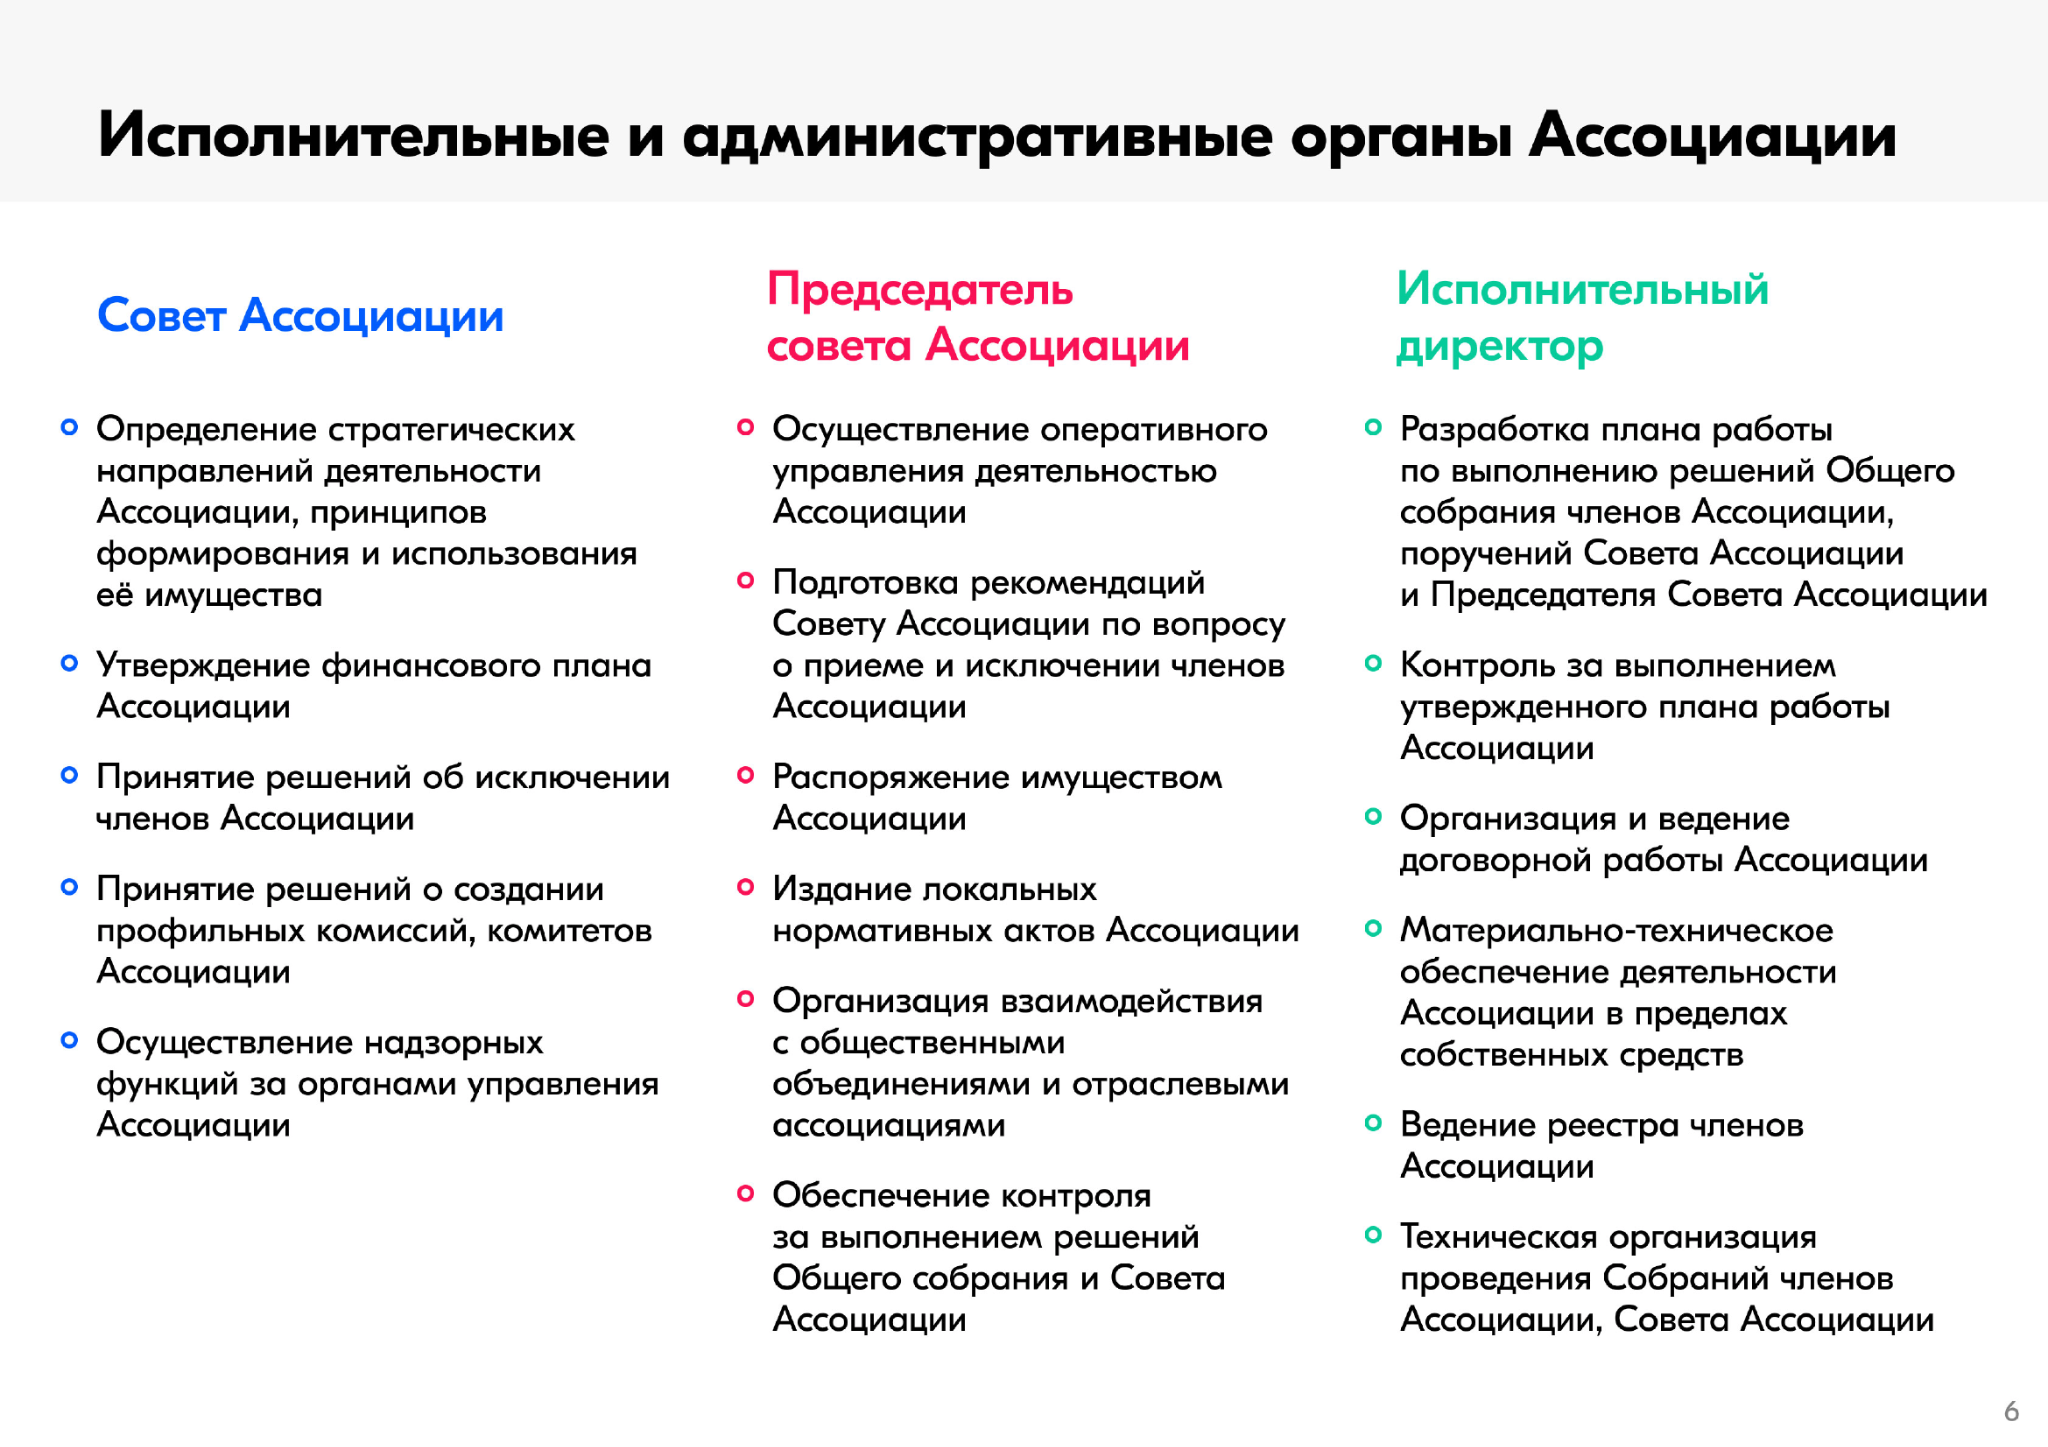 Исполнительные и административные органы Ассоциации
Совет Ассоциации
Определение стратегических
направлений деятельности
Ассоциации, принципов
формирования и использования
её имущества
Утверждение финансового плана
Ассоциации
Принятие решений об исключении
членов Ассоциации
Принятие решений о создании
профильных комиссий, комитетов
Ассоциации
Осуществление надзорных
функций за органами управления
Ассоциации
Председатель
совета Ассоциации
Осуществление оперативного
управления деятельностью
Ассоциации
Подготовка рекомендаций
Совету Ассоциации по вопросу
о приеме и исключении членов
Ассоциации
Распоряжение имуществом
Ассоциации
Издание локальных
нормативных актов Ассоциации
Организация взаимодействия
с общественными
объединениями и отраслевыми
ассоциациями
Обеспечение контроля
за выполнением решений
Общего собрания и Совета
Ассоциации
Исполнительный
директор
Разработка плана работы
по выполнению решений Общего
собрания членов Ассоциации,
поручений Совета Ассоциации
и Председателя Совета Ассоциации
Контроль за выполнением
утвержденного плана работы
Ассоциации
Организация и ведение
договорной работы Ассоциации
Материально-техническое
обеспечение деятельности
Ассоциации в пределах
собственных средств
Ведение реестра членов
Ассоциации
Техническая организация
проведения Собраний членов
Ассоциации, Совета Ассоциации
6